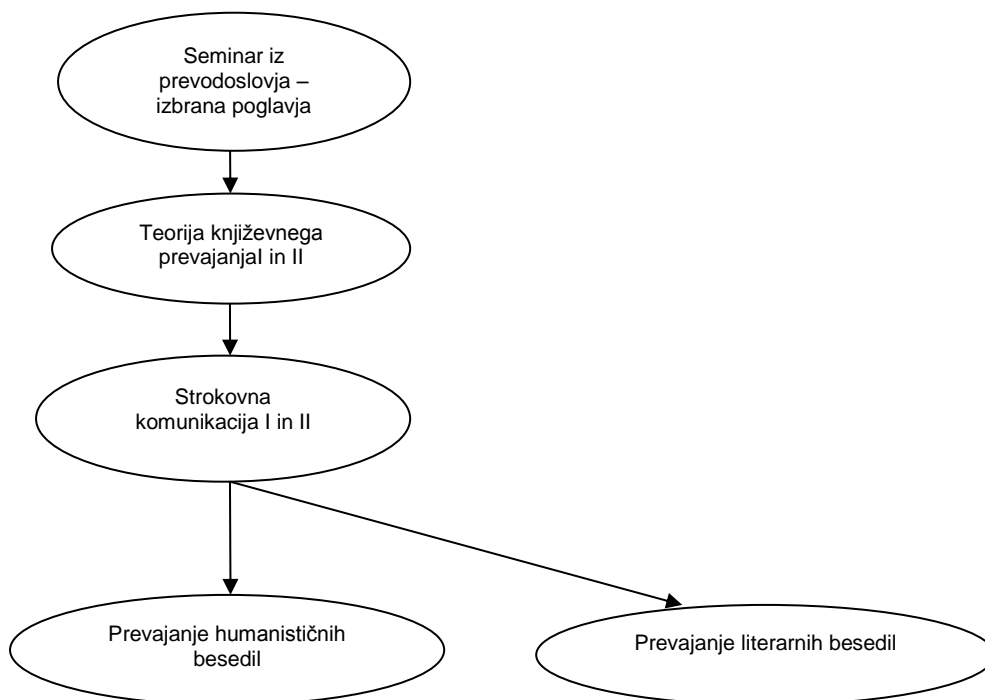 Seminar iz
prevodoslovja –
izbrana poglavja
Teorija književnega
prevajanjaI in II
Strokovna
komunikacija I in II
Prevajanje humanističnih
besedil
Prevajanje literarnih besedil